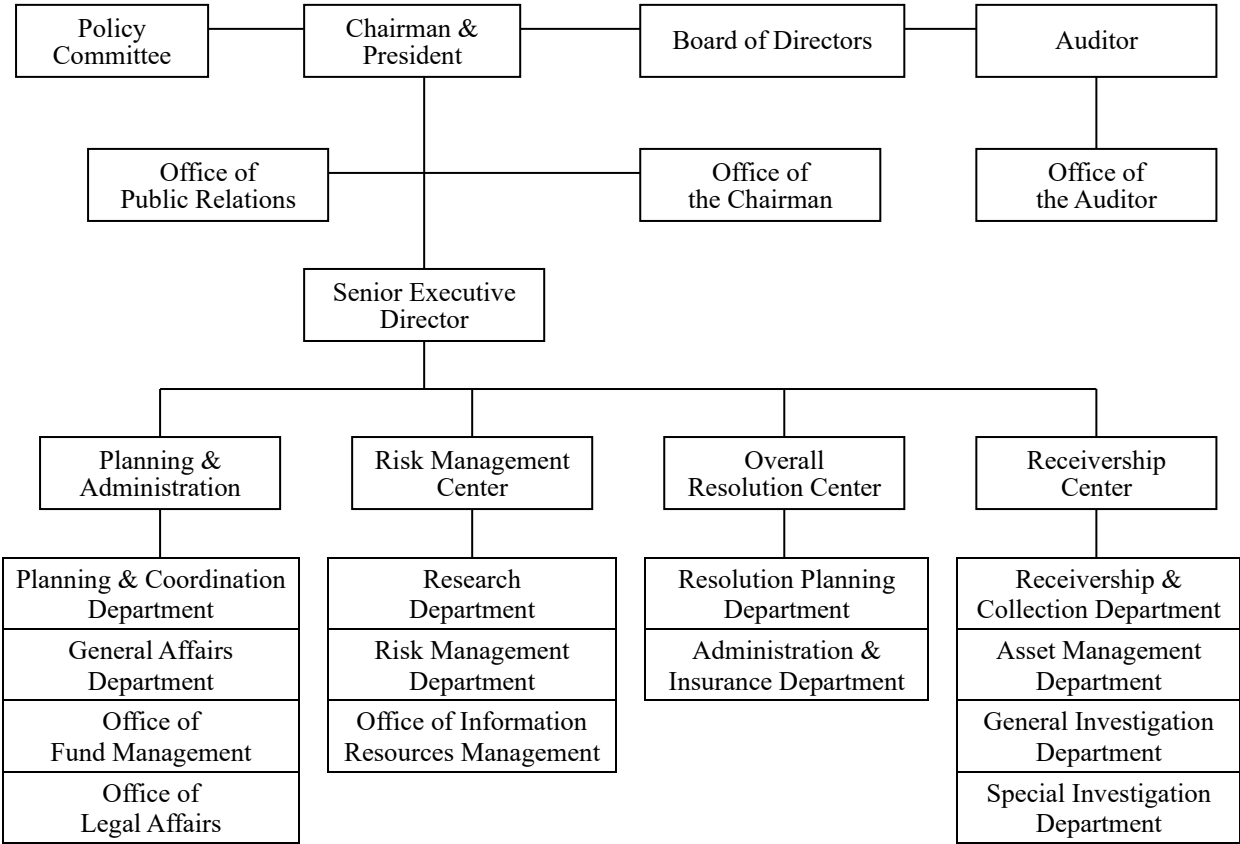 Policy
Committee
Chairman &
President
Board of Directors
Auditor
Office of
Public Relations
Office of
the Chairman
Office of
the Auditor
Senior Executive
Director
Planning &
Administration
Risk Management
Center
Overall
Resolution Center
Receivership
Center
Planning & Coordination
Department
General Affairs
Department
Office of
Fund Management
Office of
Legal Affairs
Research
Department
Risk Management
Department
Office of Information
Resources Management
Resolution Planning
Department
Administration &
Insurance Department
Receivership &
Collection Department
Asset Management
Department
General Investigation
Department
Special Investigation
Department